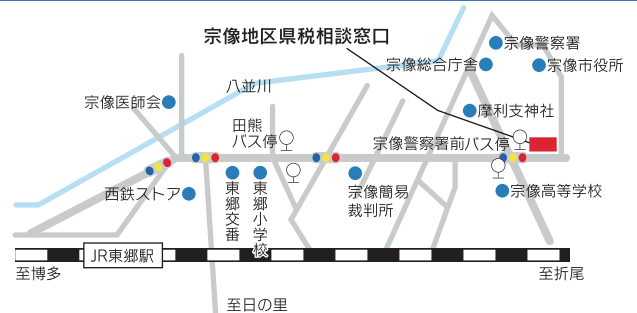 宗像地区県税相談窓口
宗像警察署
宗像総合庁舎
宗像市役所
八並川
宗像医師会
摩利支神社
田熊
バス停
宗像警察署前バス停
西鉄ストア
東郷交番
東郷小学校
宗像簡易
裁判所
宗像高等学校
JR東郷駅
至博多
至折尾
至日の里